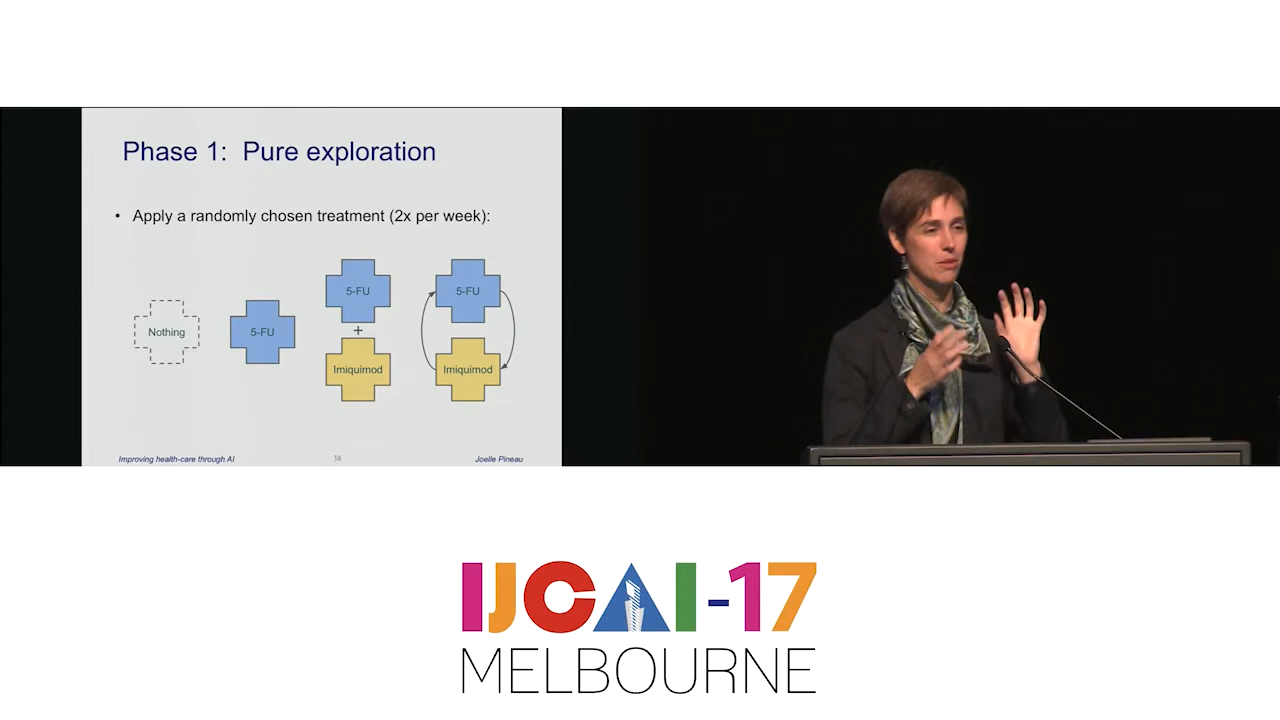 Phase 1: Pure exploration
• Apply a randomly chosen treatment (2x per week):
Nothing
5-FU
5-FU
+
Imiquimod
5-FU
Imiquimod
Improving health-care through AI
38
Joelle Pineau
IJCAI-17
MELBOURNE